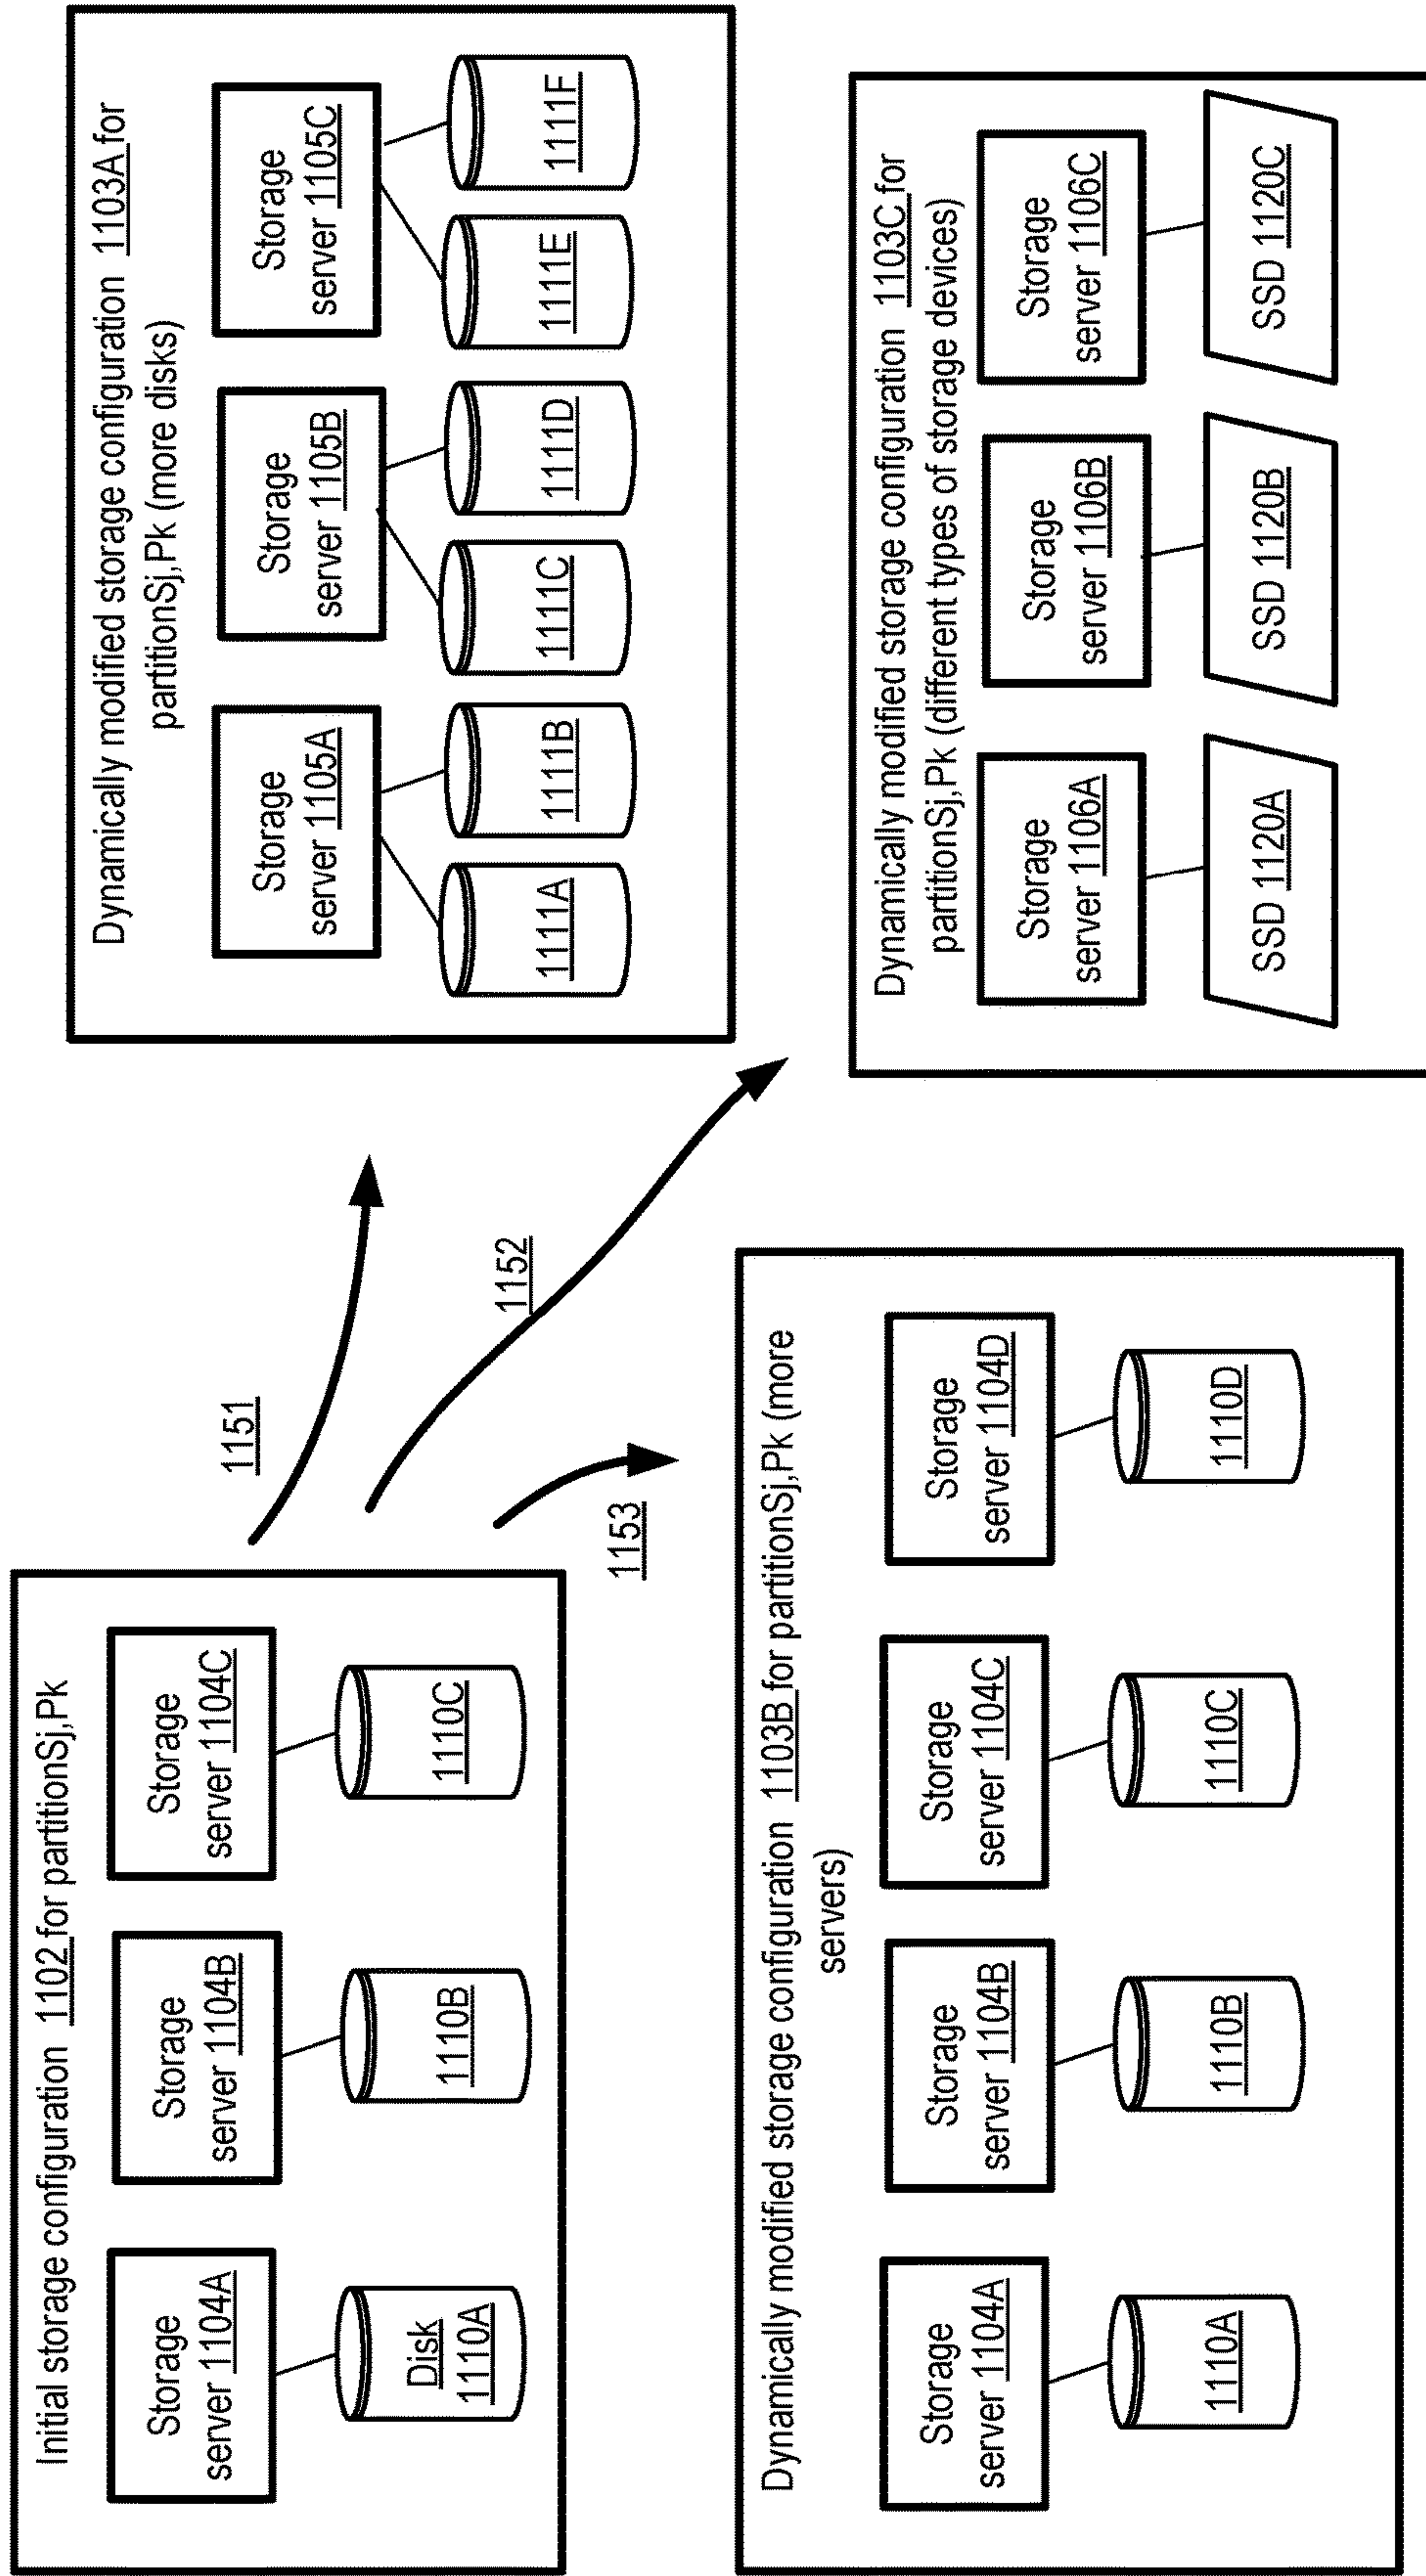 Initial storage configuration 1102 for partitionSj,Pk
Storage
server 1104A
Storage
server 1104B
Storage
server 1104C
Disk
1110A
1110B
1110C
1151
1152
1153
Dynamically modified storage configuration 1103A for
partitionSj,Pk (more disks)
Storage
server 1105A
Storage
server 1105B
Storage
server 1105C
1111A
1111B
1111C
1111D
1111E
1111F
Dynamically modified storage configuration 1103B for partitionSj,Pk (more
servers)
Storage
server 1104A
Storage
server 1104B
Storage
server 1104C
Storage
server 1104D
1110A
1110B
1110C
1110D
Dynamically modified storage configuration 1103C for
partitionSj,Pk (different types of storage devices)
Storage
server 1106A
Storage
server 1106B
Storage
server 1106C
SSD 1120A
SSD 1120B
SSD 1120C